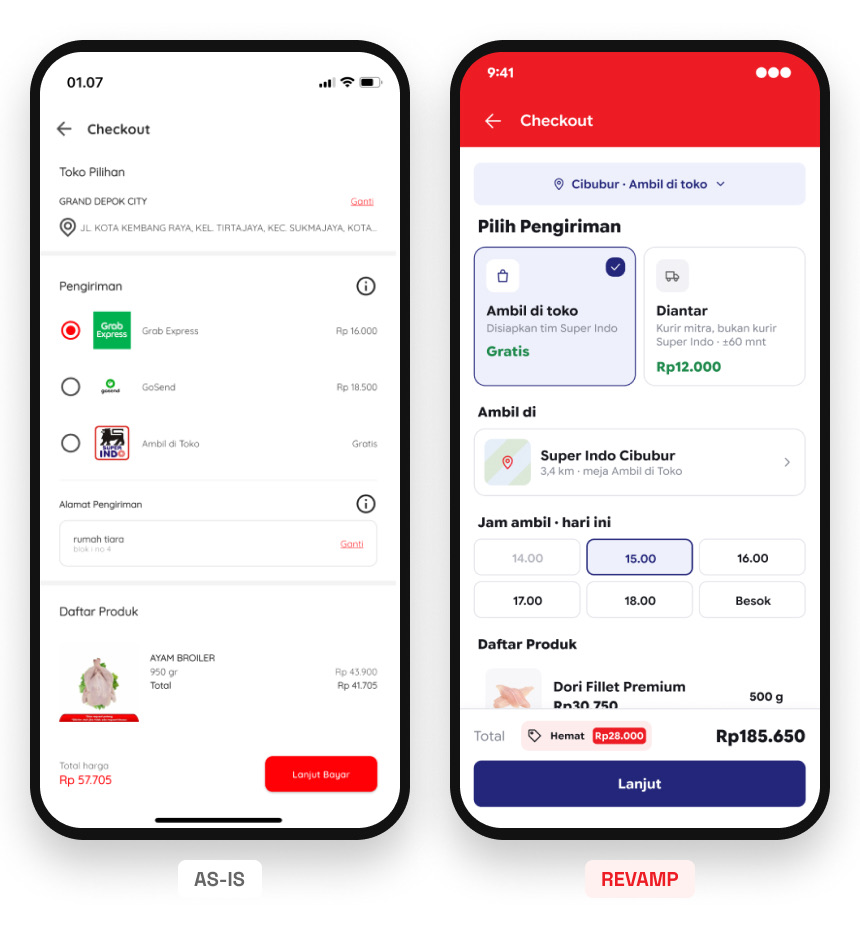 01.07
Checkout
Toko Pilihan
GRAND DEPOK CITY
Ganti
JL. KOTA KEMBANG RAYA, KEL. TIRTAJAYA, KEC. SUKMAJAYA, KOTA...
Pengiriman
Grab Express
Grab Express
Rp 16.000
gosend
GoSend
Rp 18.500
SUPER
INDO
Ambil di Toko
Gratis
Alamat Pengiriman
rumah tiara
blok i no 4
Ganti
Daftar Produk
AYAM BROILER
950 gr
Rp 43.900
Total
Rp 41.705
Total harga
Rp 57.705
Lanjut Bayar
AS-IS
9:41
Checkout
Cibubur · Ambil di toko
Pilih Pengiriman
Ambil di toko
Disiapkan tim Super Indo
Gratis
Diantar
Kurir mitra, bukan kurir
Super Indo · ±60 mnt
Rp12.000
Ambil di
Super Indo Cibubur
3,4 km · meja Ambil di Toko
Jam ambil · hari ini
14.00
15.00
16.00
17.00
18.00
Besok
Daftar Produk
Dori Fillet Premium
Rp30.750
500 g
Total
Hemat
Rp28.000
Rp185.650
Lanjut
REVAMP